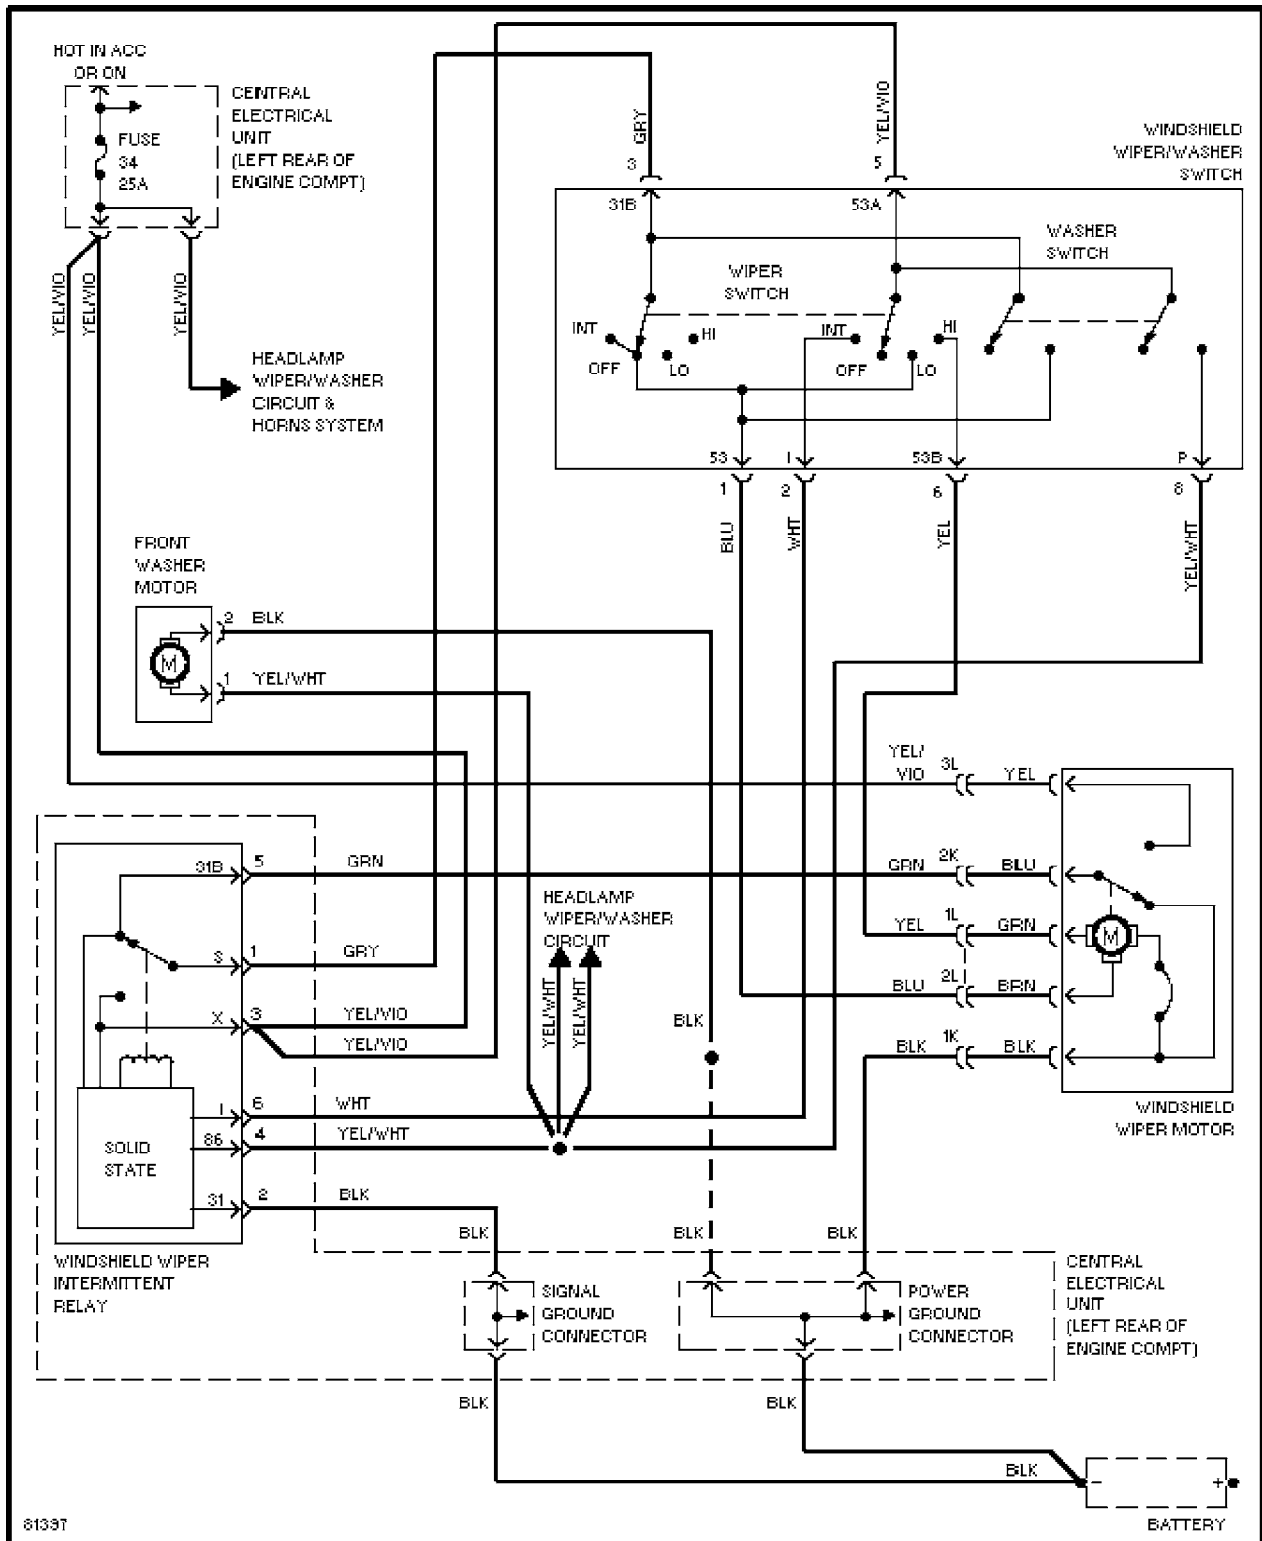 HOT IN ACC
OR ON
CENTRAL
ELECTRICAL
UNIT
(LEFT REAR OF
ENGINE COMPT)
FUSE
34
25A
YEL/VIO
YEL/VIO
YEL/VIO
HEADLAMP
WIPER/WASHER
CIRCUIT &
HORNS SYSTEM
GRY
YEL/VIO
3
5
WINDSHIELD
WIPER/WASHER
SWITCH
31B
53A
WASHER
SWITCH
WIPER
SWITCH
INT
HI
OFF
LO
INT
HI
OFF
LO
53
I
53B
P
1
2
6
8
BLU
WHT
YEL
YEL/WHT
FRONT
WASHER
MOTOR
M
2
BLK
1
YEL/WHT
YEL/
VIO
3L
YEL
GRN
2K
BLU
YEL
1L
GRN
BLU
2L
BRN
BLK
1K
BLK
M
WINDSHIELD
WIPER MOTOR
31B
5
GRN
S
1
GRY
X
3
YEL/VIO
YEL/VIO
I
6
WHT
86
4
YEL/WHT
31
2
BLK
SOLID
STATE
WINDSHIELD WIPER
INTERMITTENT
RELAY
HEADLAMP
WIPER/WASHER
CIRCUIT
YEL/WHT
YEL/WHT
BLK
BLK
BLK
BLK
SIGNAL
GROUND
CONNECTOR
POWER
GROUND
CONNECTOR
CENTRAL
ELECTRICAL
UNIT
(LEFT REAR OF
ENGINE COMPT)
BLK
BLK
BLK
-
+
BATTERY
81397